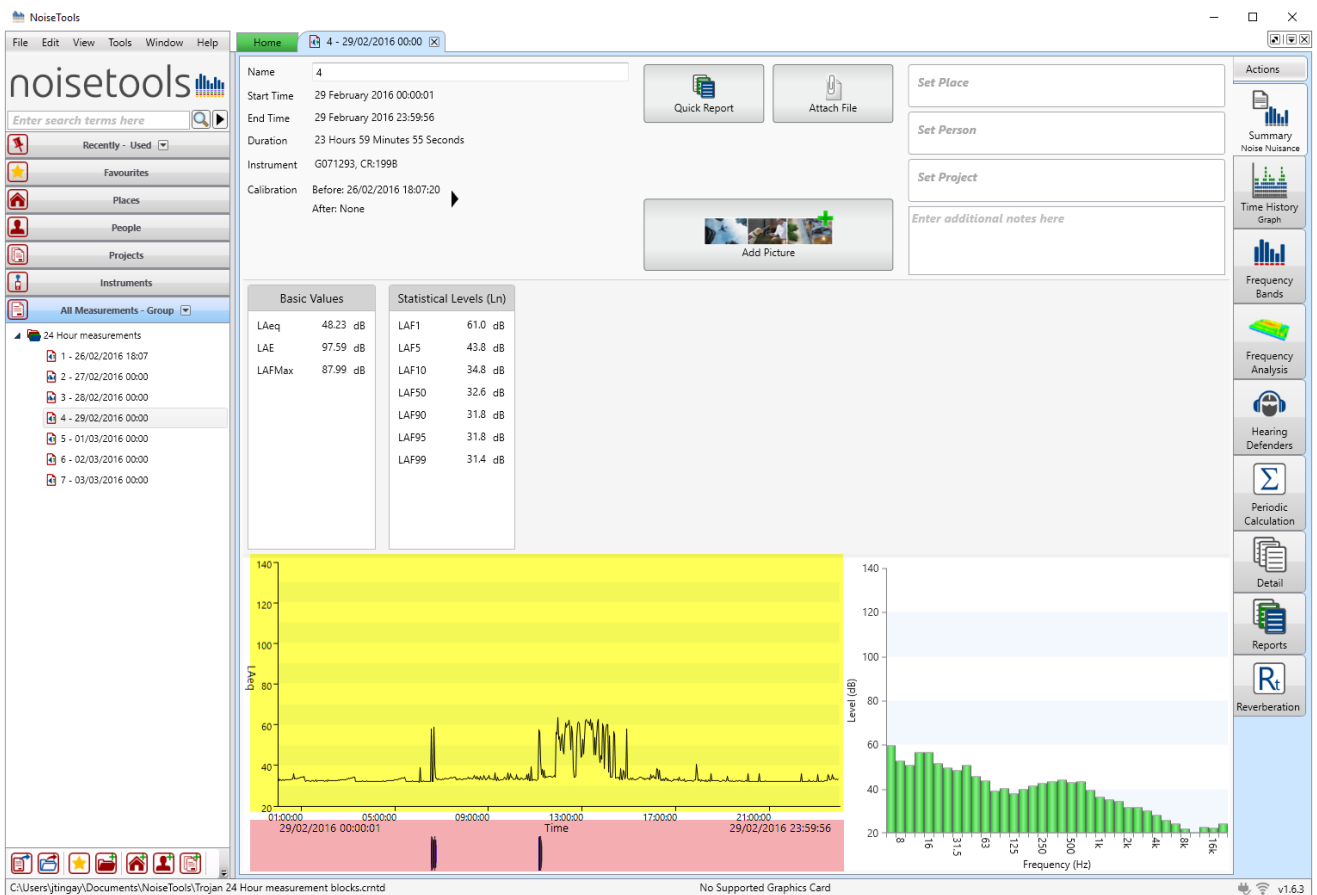 NoiseTools
File Edit View Tools Window Help
Home
4 - 29/02/2016 00:00
noisetools
Enter search terms here
Recently - Used
Favourites
Places
People
Projects
Instruments
All Measurements - Group
24 Hour measurements
1 - 26/02/2016 18:07
2 - 27/02/2016 00:00
3 - 28/02/2016 00:00
4 - 29/02/2016 00:00
5 - 01/03/2016 00:00
6 - 02/03/2016 00:00
7 - 03/03/2016 00:00
Name 4
Start Time 29 February 2016 00:00:01
End Time 29 February 2016 23:59:56
Duration 23 Hours 59 Minutes 55 Seconds
Instrument G071293, CR:199B
Calibration Before: 26/02/2016 18:07:20
After: None
Quick Report
Attach File
Add Picture
Set Place
Set Person
Set Project
Enter additional notes here
Basic Values
LAeq 48.23 dB
LAE 97.59 dB
LAFMax 87.99 dB
Statistical Levels (Ln)
LAF1 61.0 dB
LAF5 43.8 dB
LAF10 34.8 dB
LAF50 32.6 dB
LAF90 31.8 dB
LAF95 31.8 dB
LAF99 31.4 dB
140
120
100
80
60
40
20
LAeq
01:00:00 05:00:00 09:00:00 13:00:00 17:00:00 21:00:00
29/02/2016 00:00:01 Time 29/02/2016 23:59:56
140
120
100
80
60
40
20
Level (dB)
8 16 31.5 63 125 250 500 1k 2k 4k 8k 16k
Frequency (Hz)
Actions
Summary
Noise Nuisance
Time History
Graph
Frequency
Bands
Frequency
Analysis
Hearing
Defenders
Σ
Periodic
Calculation
Detail
Reports
Rt
Reverberation
C:\Users\jtingay\Documents\NoiseTools\Trojan 24 Hour measurement blocks.crntd
No Supported Graphics Card
v1.6.3